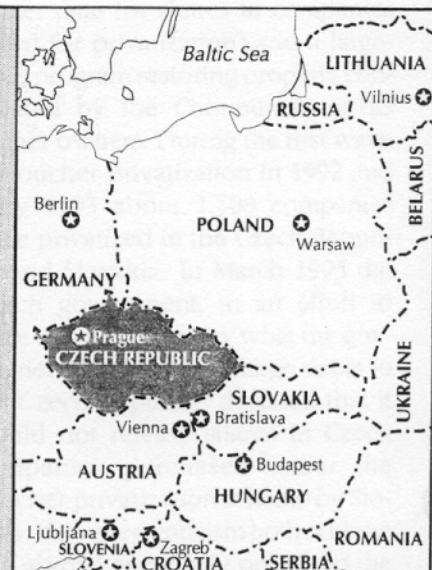 Baltic Sea
LITHUANIA
Vilnius
RUSSIA
BELARUS
Berlin
POLAND
Warsaw
GERMANY
Prague
CZECH REPUBLIC
UKRAINE
SLOVAKIA
Bratislava
Vienna
Budapest
AUSTRIA
HUNGARY
Ljubljana
ROMANIA
SLOVENIA
Zagreb
CROATIA
SERBIA